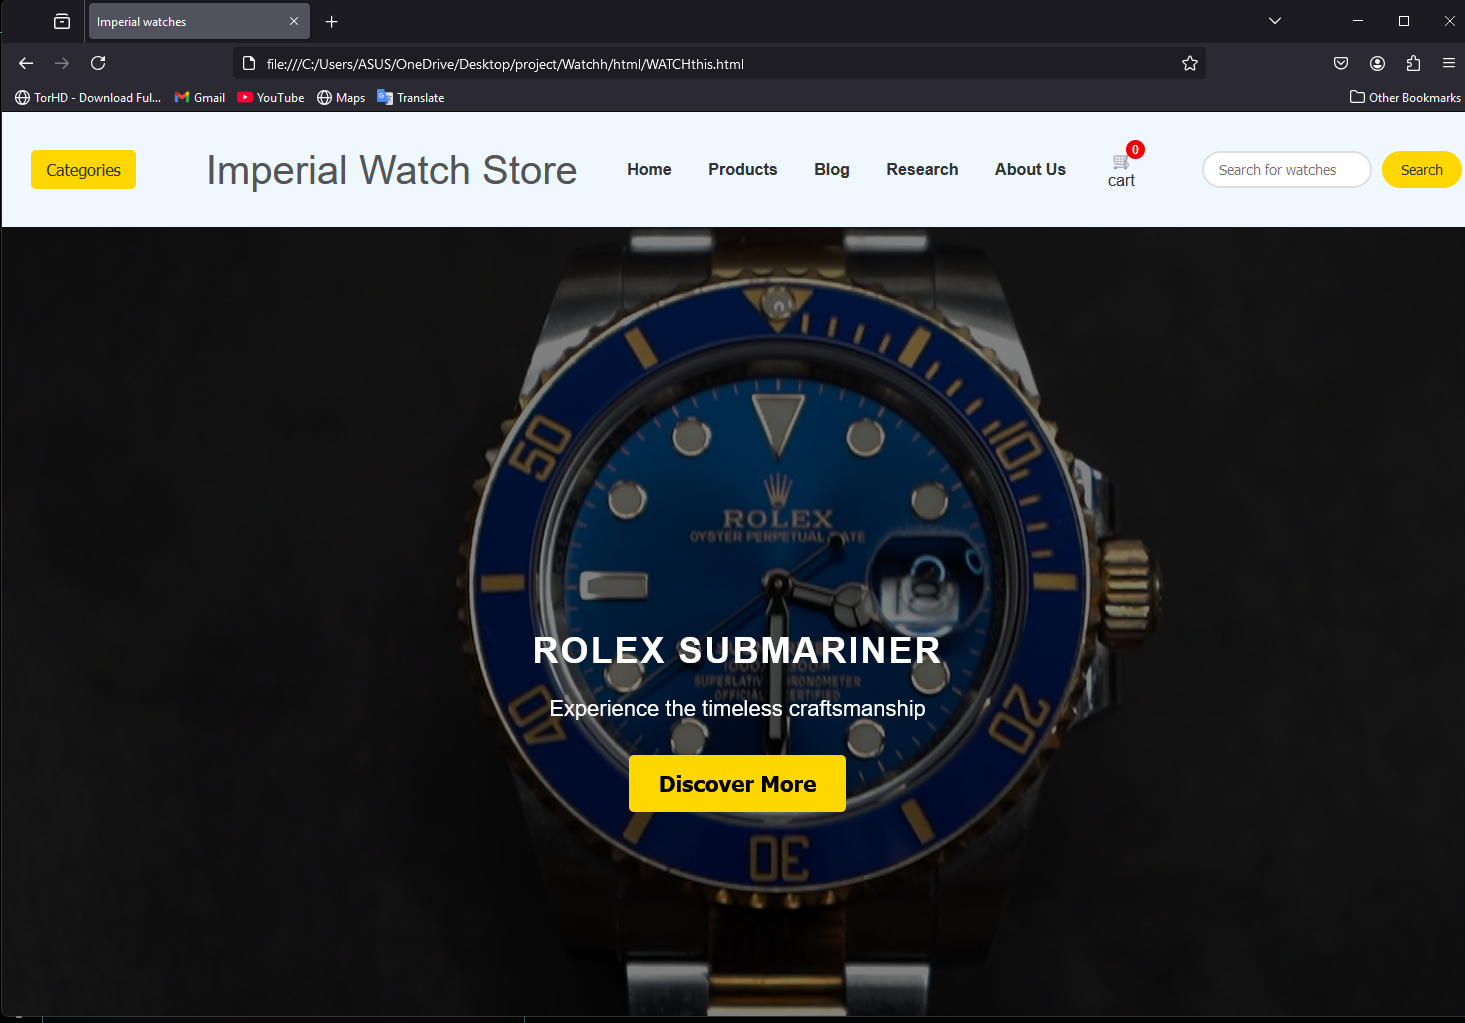 Imperial watches
file:///C:/Users/ASUS/OneDrive/Desktop/project/Watchh/html/WATCHthis.html
TorHD - Download Ful... Gmail YouTube Maps Translate Other Bookmarks
Categories Imperial Watch Store Home Products Blog Research About Us 0 cart Search for watches Search
10
50
ROLEX
OYSTER PERPETUAL DATE
ROLEX SUBMARINER
SUPERLATIVE CHRONOMETER
OFFICIALLY CERTIFIED
Experience the timeless craftsmanship
40
20
Discover More
30